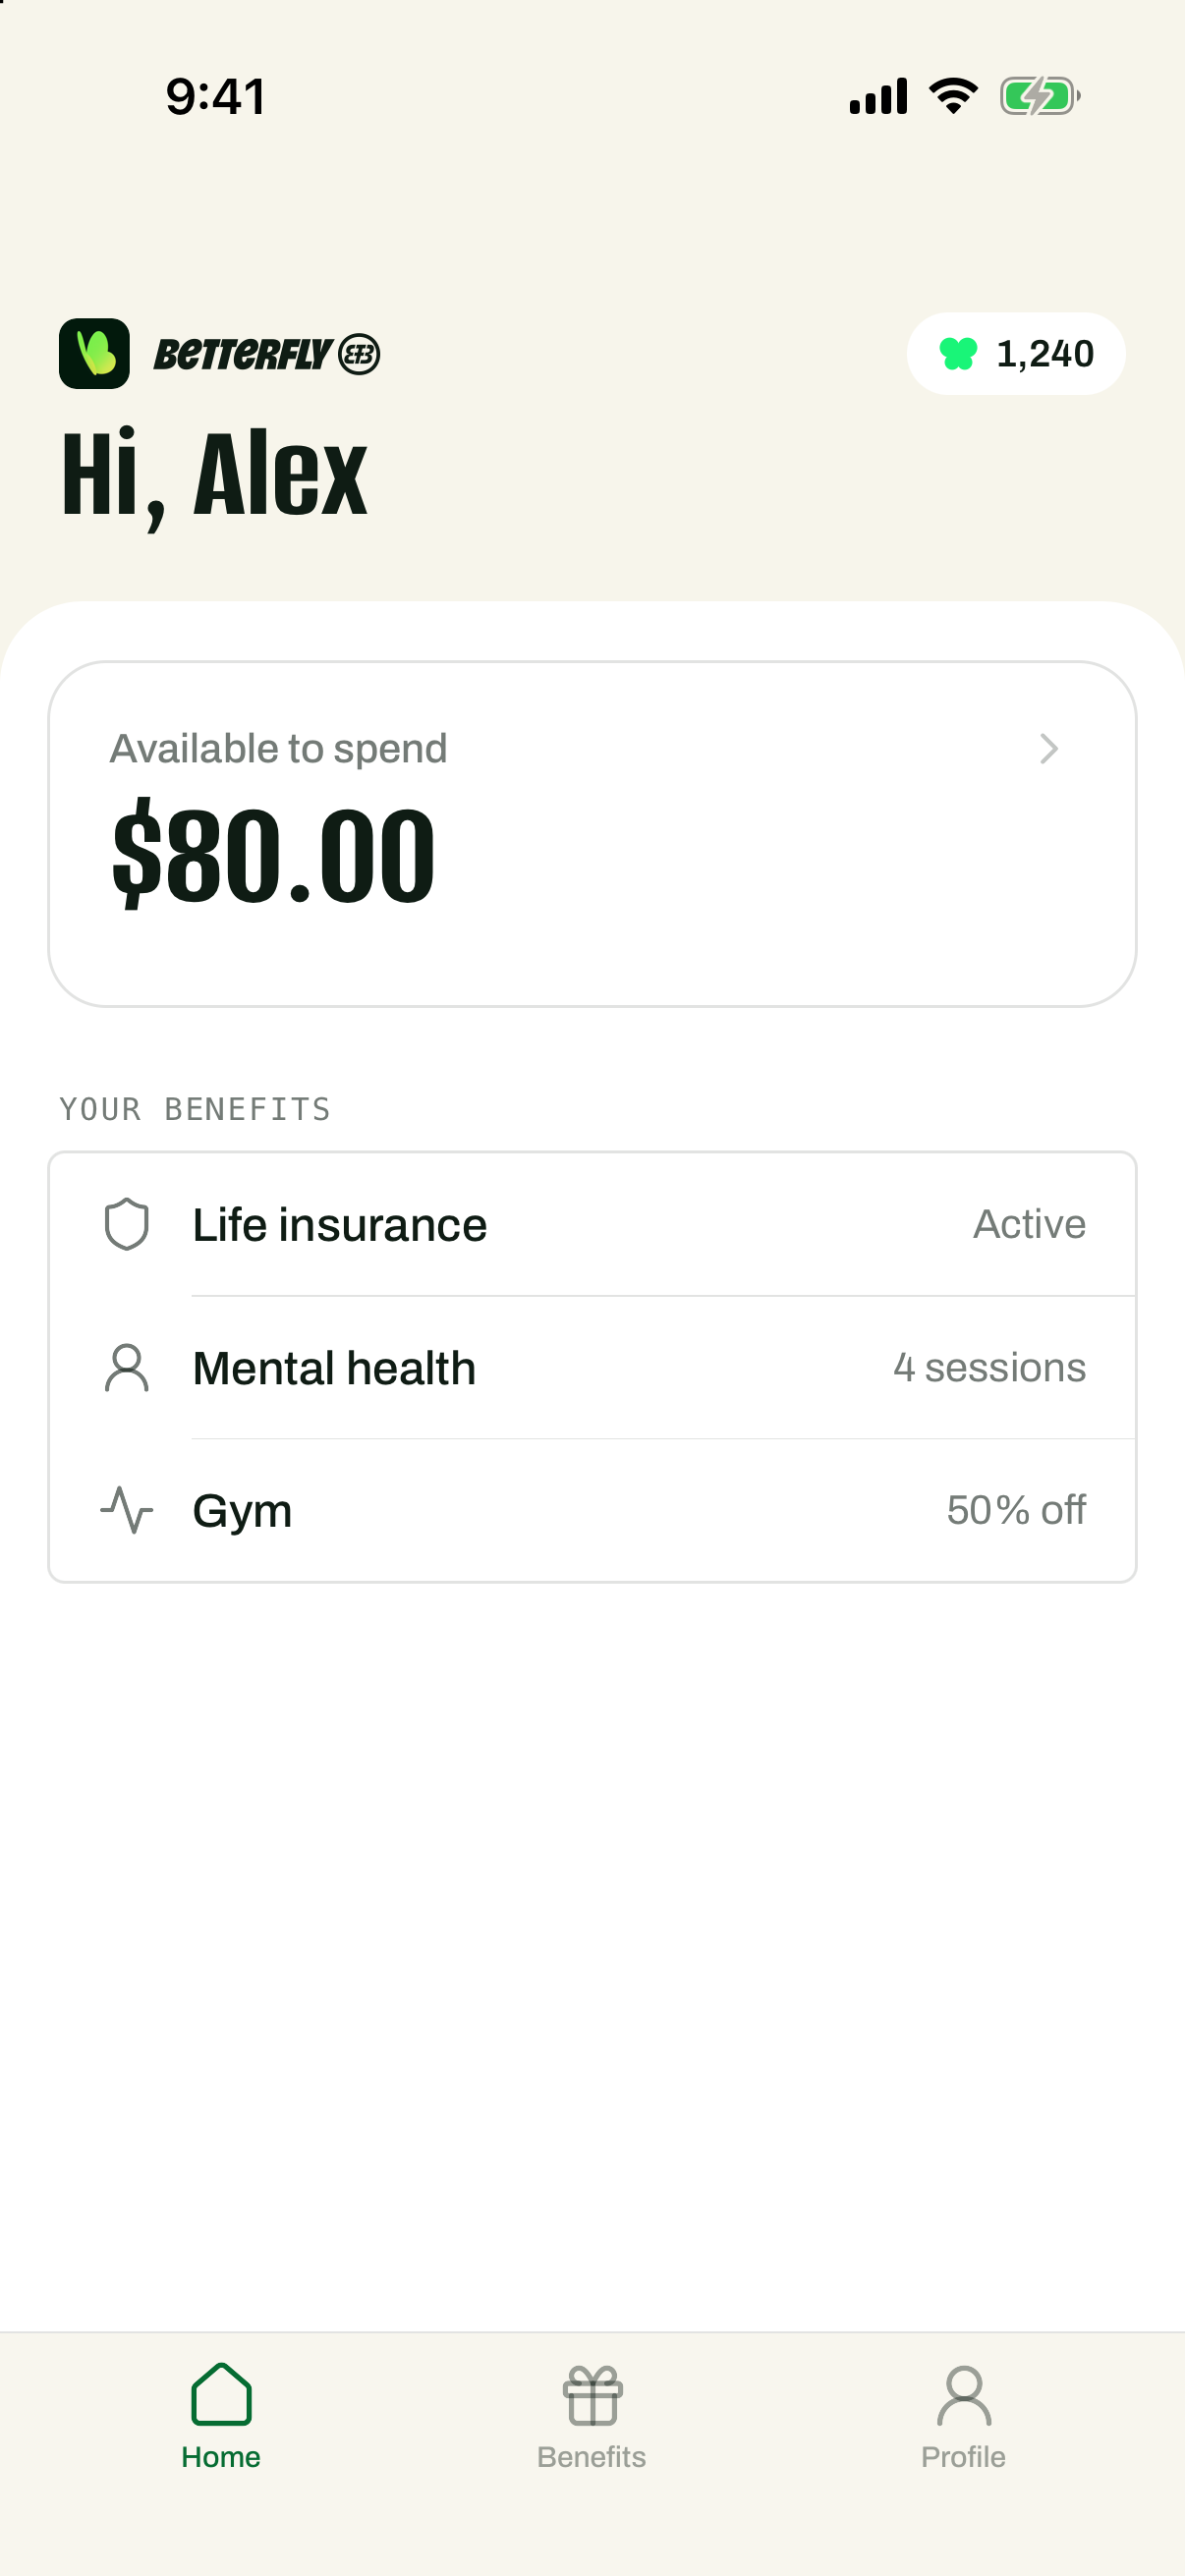 9:41
BETTERFLY
1,240
Hi, Alex
Available to spend
$80.00
YOUR BENEFITS
Life insurance
Active
Mental health
4 sessions
Gym
50% off
Home
Benefits
Profile